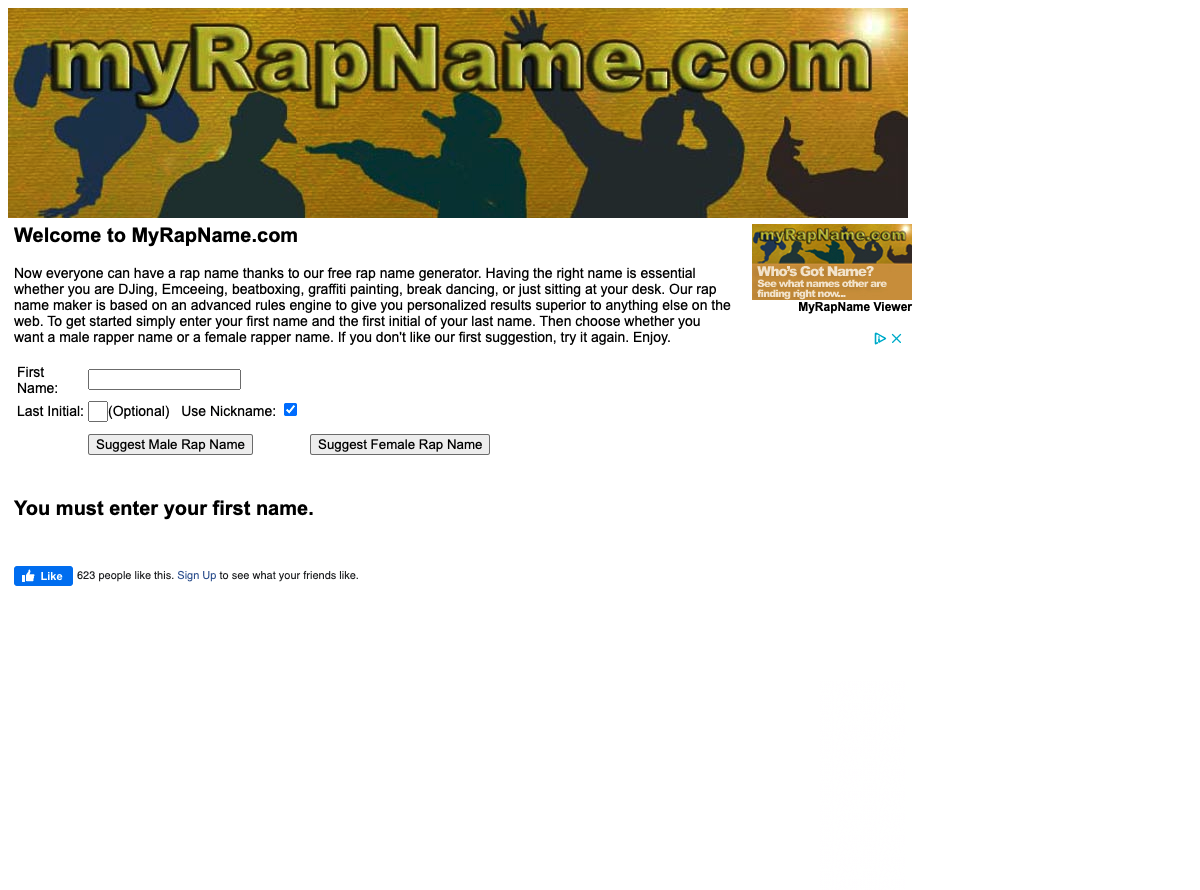 myRapName.com
Welcome to MyRapName.com
Now everyone can have a rap name thanks to our free rap name generator. Having the right name is essential
whether you are DJing, Emceeing, beatboxing, graffiti painting, break dancing, or just sitting at your desk. Our rap
name maker is based on an advanced rules engine to give you personalized results superior to anything else on the
web. To get started simply enter your first name and the first initial of your last name. Then choose whether you
want a male rapper name or a female rapper name. If you don't like our first suggestion, try it again. Enjoy.
myRapName.com
Who's Got Name?
See what names other are
finding right now...
MyRapName Viewer
First
Name:
Last Initial: (Optional) Use Nickname:
Suggest Male Rap Name Suggest Female Rap Name
You must enter your first name.
Like 623 people like this. Sign Up to see what your friends like.